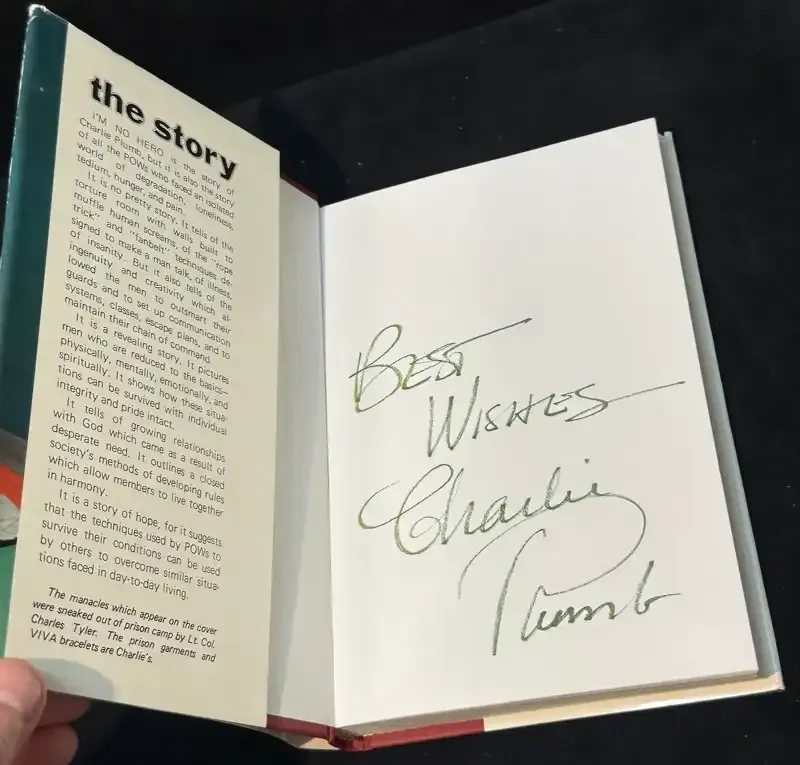 the story
I'M NO HERO is the story of
Charlie Plumb, but it is also the story
of all the POWs who faced an isolated
world of degradation, loneliness,
tedium, hunger, and pain.
It is no pretty story. It tells of the
torture room with walls built to
muffle human screams, of the "rope
trick" and "fanbelt" techniques de-
signed to make a man talk, of illness,
of insanity. But it also tells of the
ingenuity and creativity which al-
lowed the men to outsmart their
guards and to set up communication
systems, classes, escape plans, and to
maintain their chain of command.
It is a revealing story. It pictures
men who are reduced to the basics—
physically, mentally, emotionally, and
spiritually. It shows how these situa-
tions can be survived with individual
integrity and pride intact.
It tells of growing relationships
with God which came as a result of
desperate need. It outlines a closed
society's methods of developing rules
which allow members to live together
in harmony.
It is a story of hope, for it suggests
that the techniques used by POWs to
survive their conditions can be used
by others to overcome similar situa-
tions faced in day-to-day living.
The manacles which appear on the cover
were sneaked out of prison camp by Lt. Col.
Charles Tyler. The prison garments and
VIVA bracelets are Charlie's.
BEST
WISHES
Charlie
Plumb